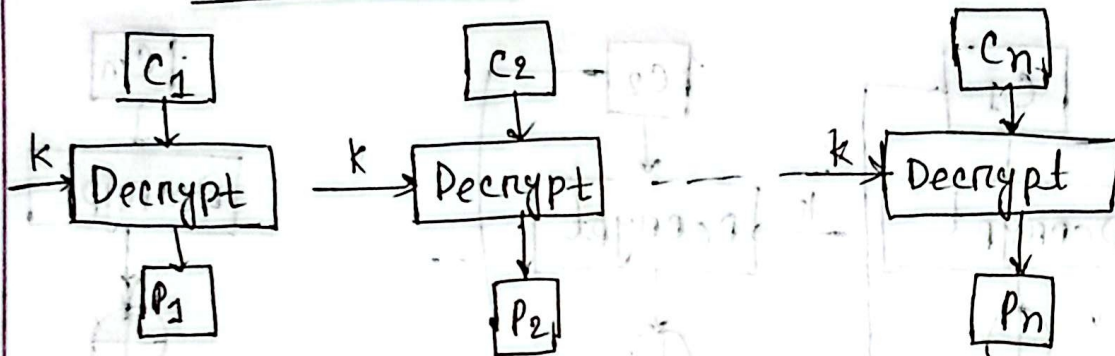 C1 C2 Cn
K K k
Decrypt Decrypt Decrypt
P1 P2 Pn